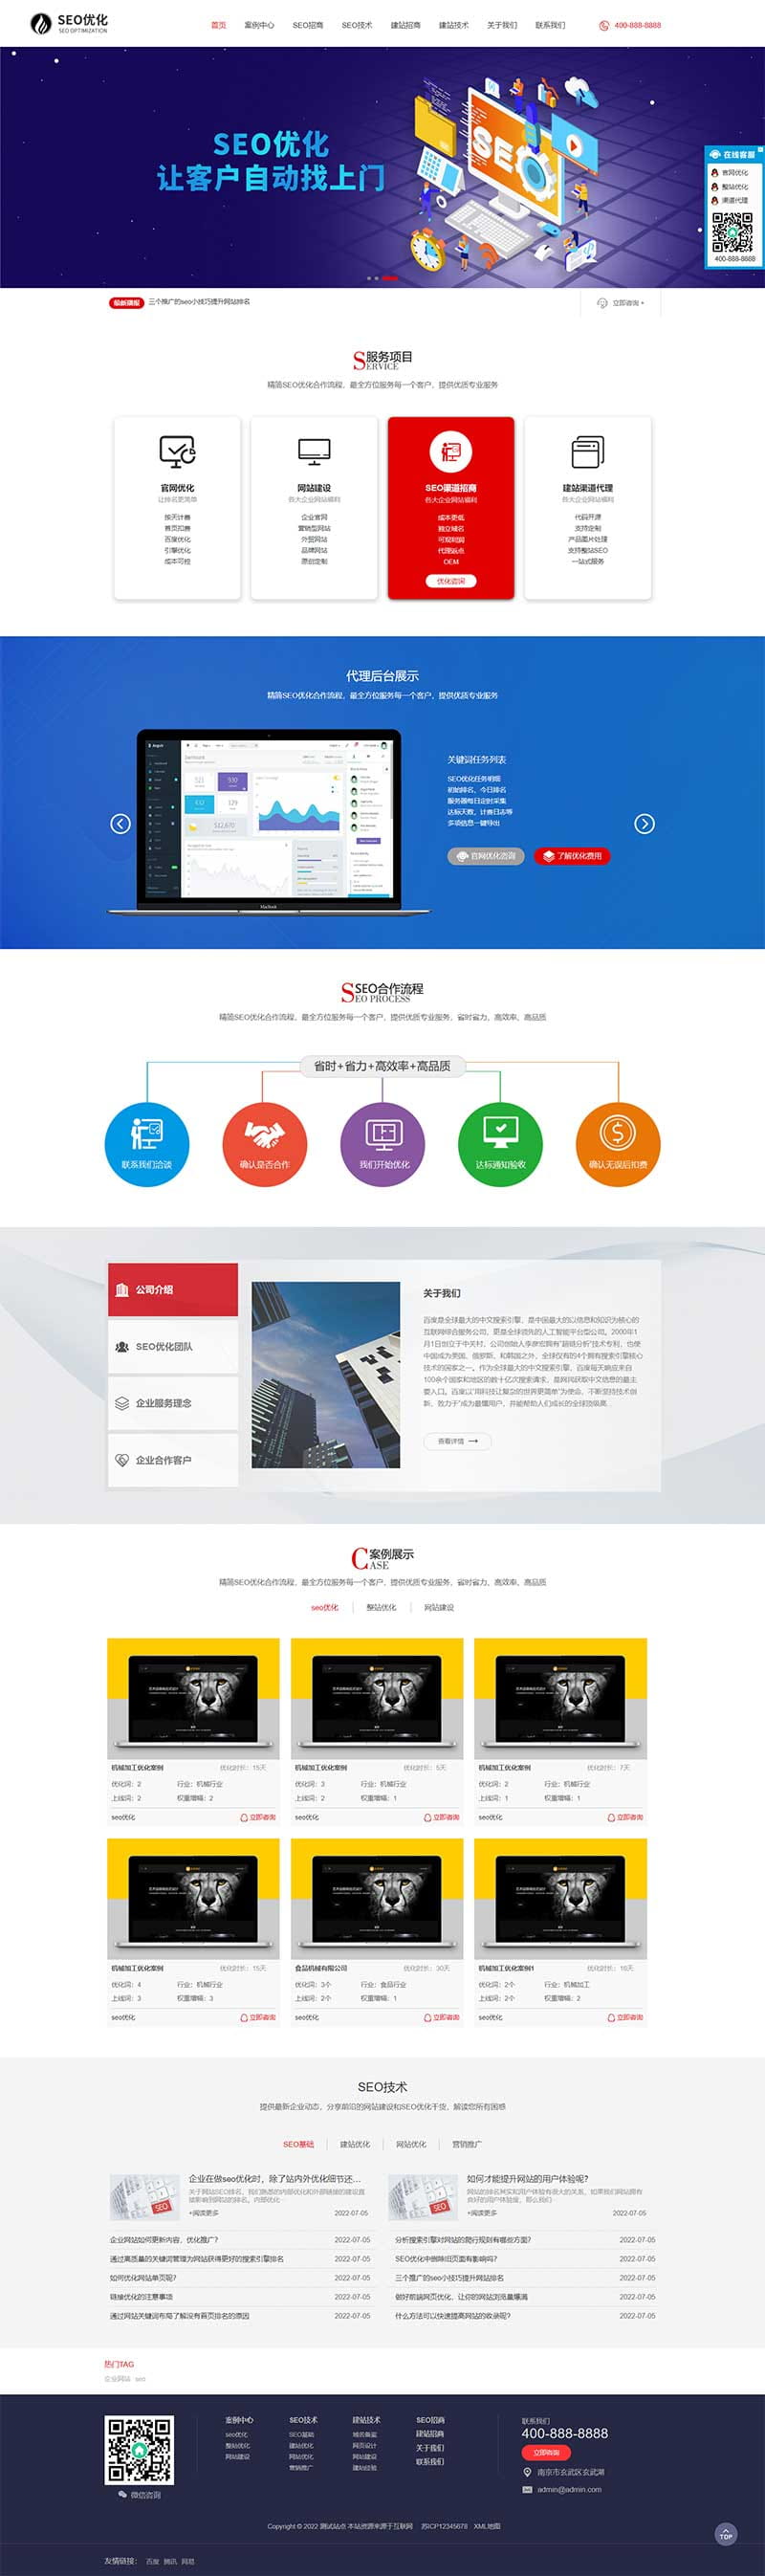 SEO优化
SEO OPTIMIZATION
首页 案例中心 SEO招商 SEO技术 建站招商 建站技术 关于我们 联系我们 400-888-8888
SEO优化
让客户自动找上门
SEO
在线客服
官网优化
整站优化
渠道代理
400-888-8888
最新播报 三个推广的seo小技巧提升网站排名 立即咨询 +
服务项目
SERVICE
精简SEO优化合作流程，最全方位服务每一个客户，提供优质专业服务
官网优化 网站建设 SEO渠道招商 建站渠道代理
让排名更简单 各大企业网站福利 各大企业网站福利 各大企业网站福利
按天计费 企业官网 成本更低 代码开源
首页扣费 营销型网站 独立域名 支持定制
百度优化 外贸网站 可观利润 产品图片处理
引擎优化 品牌网站 代理返点 支持整站SEO
成本可控 原创定制 OEM 一站式服务
优化咨询
代理后台展示
精简SEO优化合作流程，最全方位服务每一个客户，提供优质专业服务
关键词任务列表
SEO优化任务明细
初始排名，今日排名
服务器每日定时采集
达标天数，计费日志等
多项信息一键导出
官网优化咨询 了解优化费用
MacBook
SEO合作流程
SEO PROCESS
精简SEO优化合作流程，最全方位服务每一个客户，提供优质专业服务，省时省力，高效率，高品质
省时+省力+高效率+高品质
联系我们洽谈 确认是否合作 我们开始优化 达标通知验收 确认无误后扣费
公司介绍
SEO优化团队
企业服务理念
企业合作客户
关于我们
百度是全球最大的中文搜索引擎，是中国最大的以信息和知识为核心的
互联网综合服务公司，更是全球领先的人工智能平台型公司。2000年1
月1日创立于中关村，公司创始人李彦宏拥有"超链分析"技术专利，也使
中国成为美国、俄罗斯、和韩国之外，全球仅有的4个拥有搜索引擎核心
技术的国家之一。作为全球最大的中文搜索引擎，百度每天响应来自
100余个国家和地区的数十亿次搜索请求，是网民获取中文信息的最主
要入口。百度以"用科技让复杂的世界更简单"为使命，不断坚持技术创
新，致力于"成为最懂用户，并能帮助人们成长的全球顶级高...
查看详情
案例展示
CASE
精简SEO优化合作流程，最全方位服务每一个客户，提供优质专业服务，省时省力，高效率，高品质
seo优化 整站优化 网站建设
机械加工优化案例 优化时长：15天 机械加工优化案例 优化时长：5天 机械加工优化案例 优化时长：7天
优化词：2 行业：机械行业 优化词：3 行业：机械行业 优化词：2 行业：机械行业
上线词：2 权重增幅：2 上线词：2 权重增幅：1 上线词：1 权重增幅：1
seo优化 立即咨询 seo优化 立即咨询 seo优化 立即咨询
机械加工优化案例 优化时长：15天 食品机械有限公司 优化时长：30天 机械加工优化案例1 优化时长：16天
优化词：4 行业：机械行业 优化词：3个 行业：食品行业 优化词：2个 行业：机械加工
上线词：3 权重增幅：3 上线词：2个 权重增幅：1 上线词：2个 权重增幅：2
seo优化 立即咨询 seo优化 立即咨询 seo优化 立即咨询
SEO技术
提供最新企业动态，分享前沿的网站建设和SEO优化干货，解读您所有困惑
SEO基础 建站优化 网站优化 营销推广
企业在做seo优化时，除了站内外优化细节还...
关于网站SEO排名，我们熟悉的内部优化和外部链接的建设直
接影响到网站的排名。内部优化...
+阅读更多 2022-07-05
如何才能提升网站的用户体验呢？
网站的排名其实和用户体验有很大的关系，如果我们网站拥有
良好的用户体验度，那么我们...
+阅读更多 2022-07-05
企业网站如何更新内容，优化推广？ 2022-07-05 分析搜索引擎对网站的爬行规则有哪些方面？ 2022-07-05
通过高质量的关键词管理为网站获得更好的搜索引擎排名 2022-07-05 SEO优化中删除旧页面有影响吗？ 2022-07-05
如何优化网站单页呢？ 2022-07-05 三个推广的seo小技巧提升网站排名 2022-07-05
链接优化的注意事项 2022-07-05 做好前端网页优化，让你的网站浏览量爆满 2022-07-05
通过网站关键词布局了解没有首页排名的原因 2022-07-05 什么方法可以快速提高网站的收录呢？ 2022-07-05
热门TAG
企业网站 seo
案例中心 SEO技术 建站技术 SEO招商
seo优化 SEO基础 域名备案 建站招商
整站优化 建站优化 网页设计 关于我们
网站建设 网站优化 网站建设 联系我们
营销推广 建站经验
微信咨询
联系我们
400-888-8888
立即咨询
南京市玄武区玄武湖
admin@admin.com
Copyright © 2022 测试站点 本站资源来源于互联网 苏ICP12345678 XML地图
TOP
友情链接： 百度 腾讯 网易